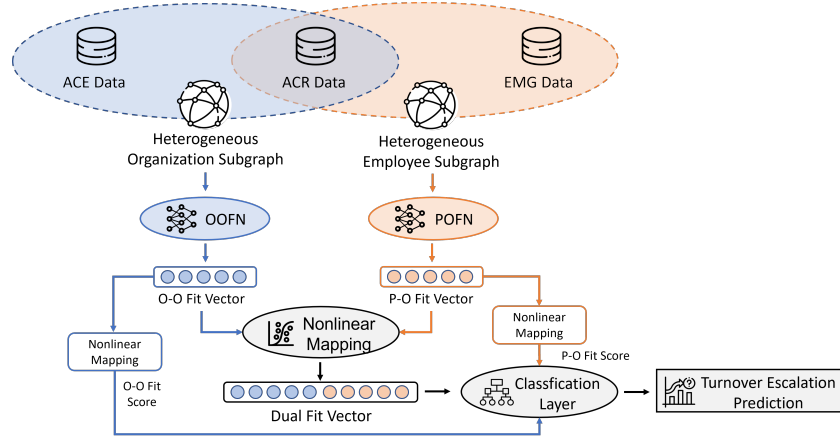 ACE Data
ACR Data
EMG Data
Heterogeneous
Organization Subgraph
Heterogeneous
Employee Subgraph
OOFN
POFN
O-O Fit Vector
P-O Fit Vector
Nonlinear
Mapping
Nonlinear
Mapping
Nonlinear
Mapping
O-O Fit
Score
P-O Fit Score
Dual Fit Vector
Classfication
Layer
Turnover Escalation
Prediction